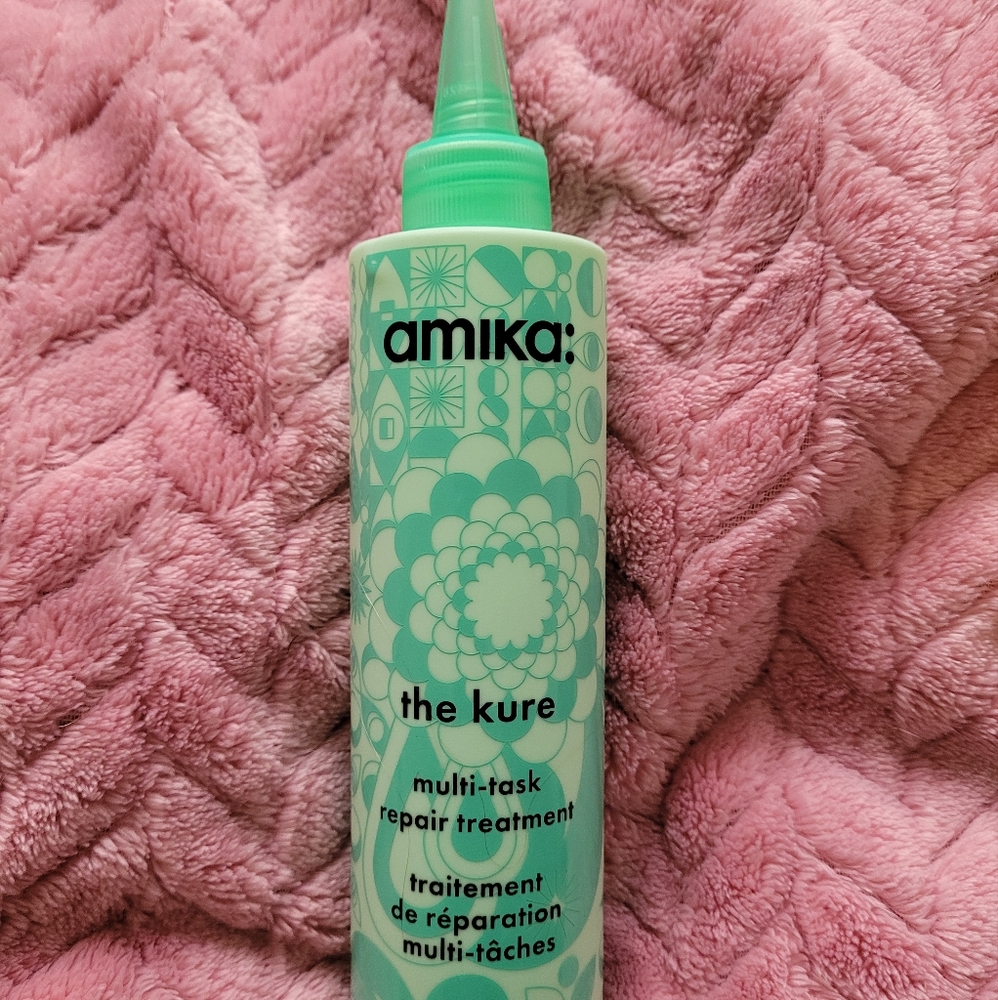 amika:
the kure
multi-task
repair treatment
traitement
de réparation
multi-tâches